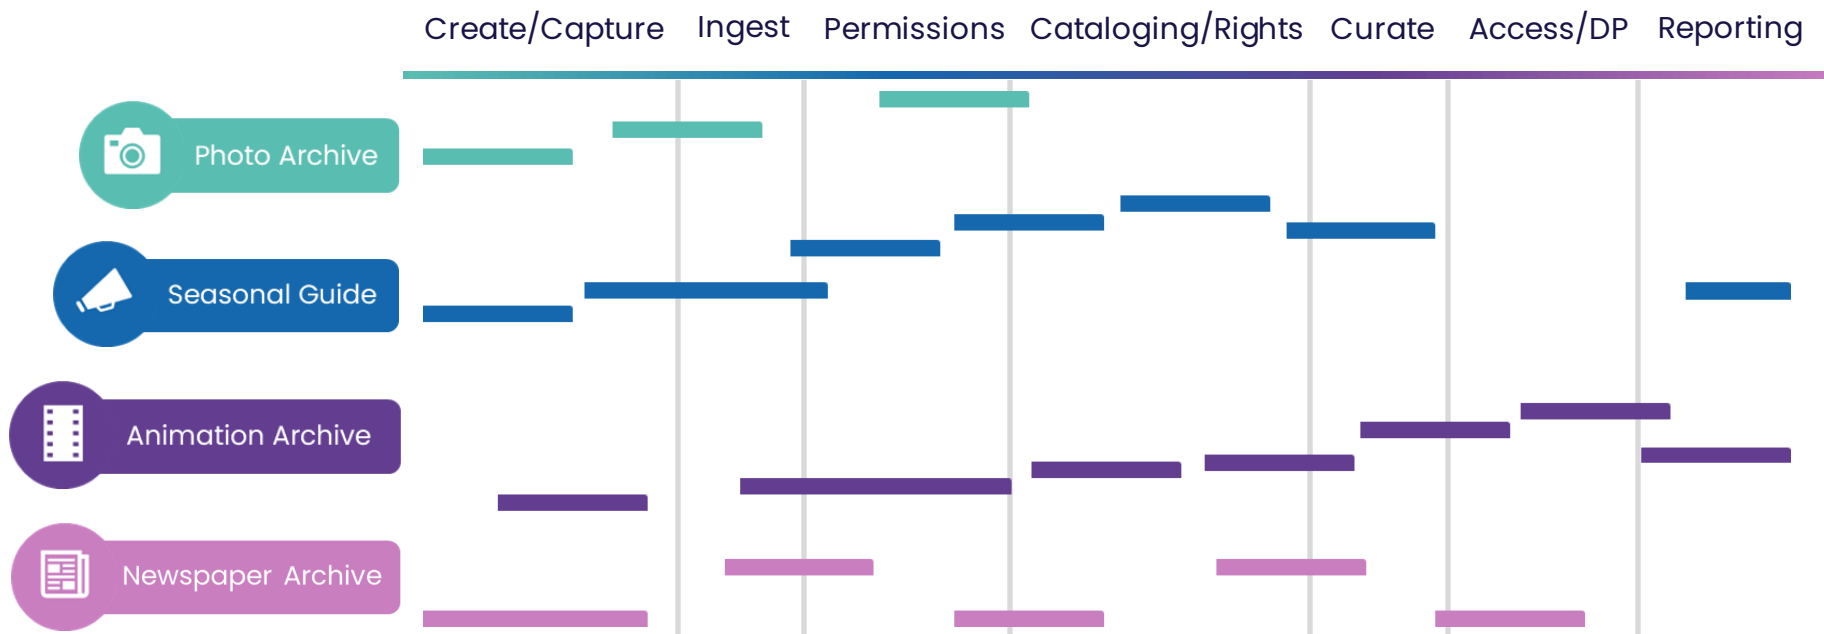 Create/Capture Ingest Permissions Cataloging/Rights Curate Access/DP Reporting
Photo Archive
Seasonal Guide
Animation Archive
Newspaper Archive